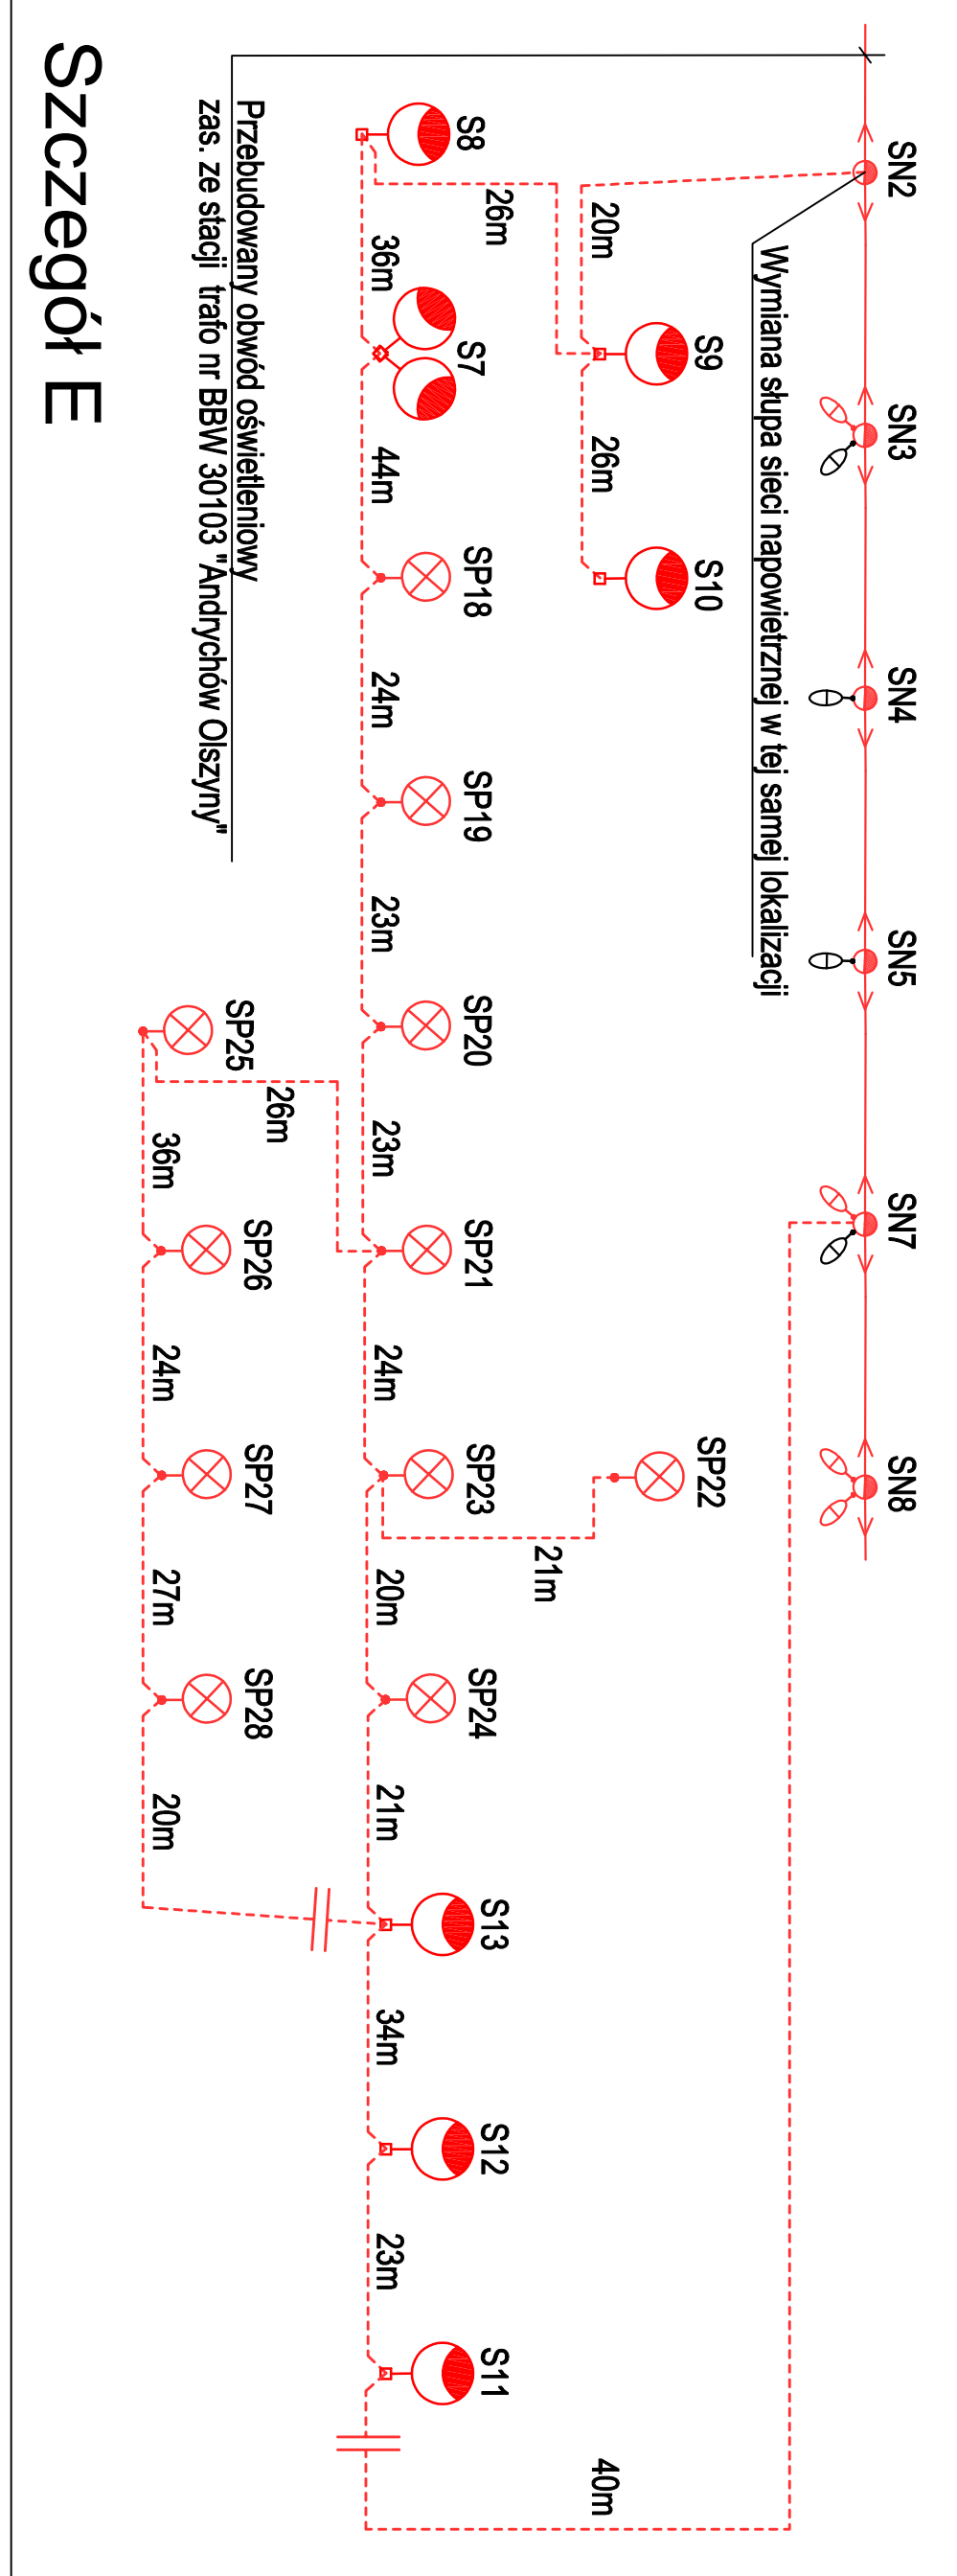 SN2
SN3
SN4
SN5
SN7
SN8
Wymiana słupa sieci napowietrznej w tej samej lokalizacji
S9
S10
SP22
20m
26m
40m
26m
21m
S8
S7
SP18
SP19
SP20
SP21
SP23
SP24
S13
S12
S11
36m
44m
24m
23m
23m
24m
20m
21m
34m
23m
26m
Przebudowany obwód oświetleniowy
zas. ze stacji trafo nr BBW 30103 "Andrychów Olszyny"
SP25
SP26
SP27
SP28
36m
24m
27m
20m
Szczegół E